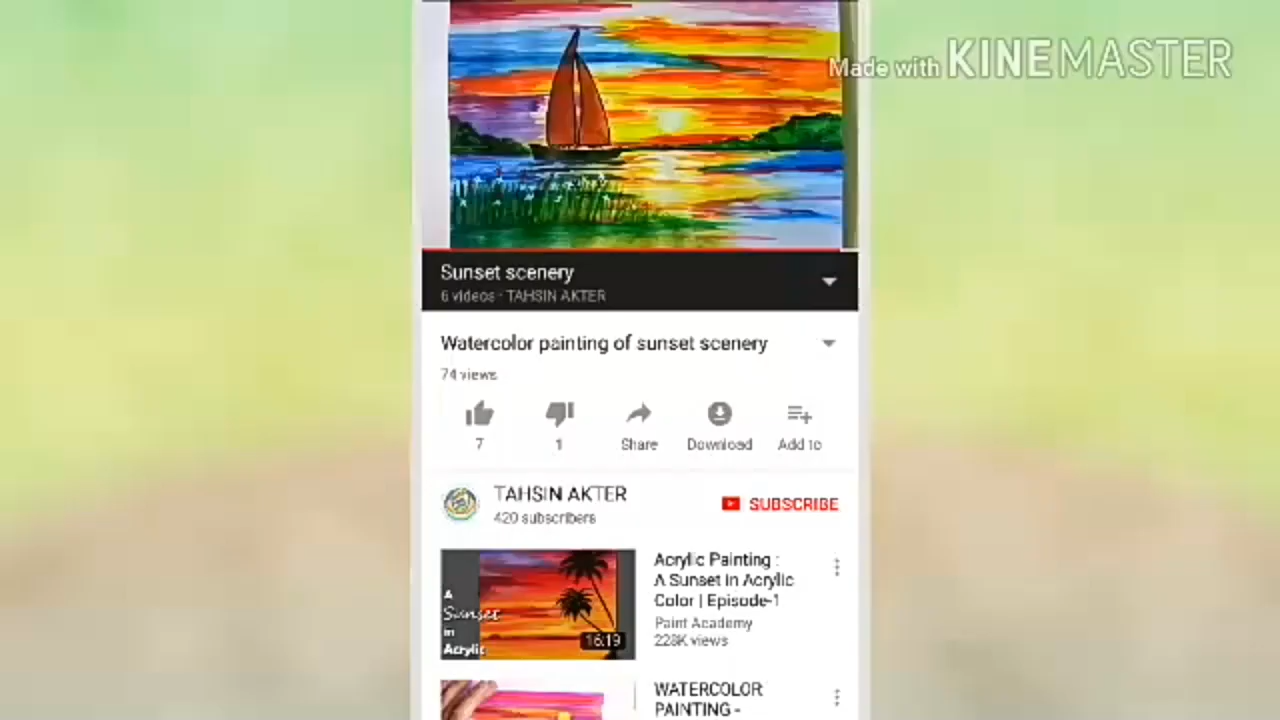 Made with KINEMASTER
Sunset scenery
6 videos · TAHSIN AKTER
Watercolor painting of sunset scenery
74 views
7
1
Share
Download
Add to
TAHSIN AKTER
420 subscribers
SUBSCRIBE
A
Sunset
in
Acrylic
16:19
Acrylic Painting :
A Sunset in Acrylic
Color | Episode-1
Paint Academy
228K views
WATERCOLOR
PAINTING -